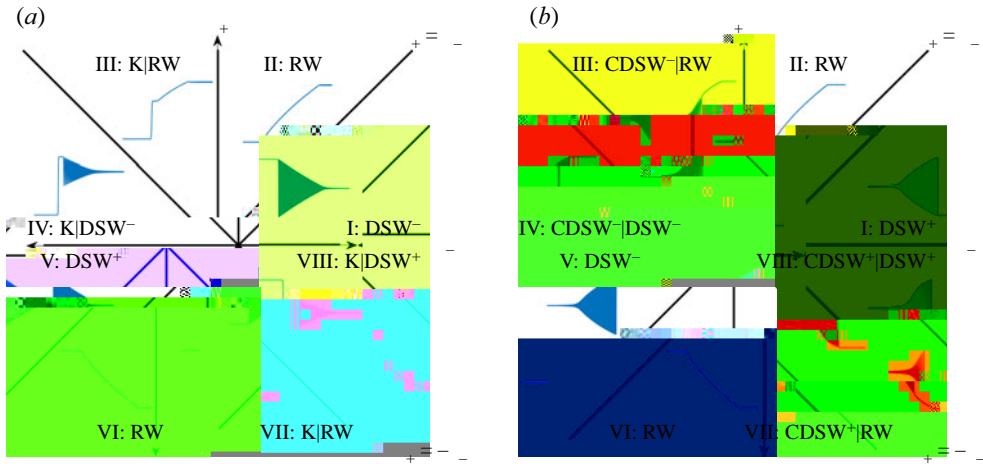 (a)
(b)
+
+ = −
+
+ = −
III: K|RW
II: RW
III: CDSW⁻|RW
II: RW
IV: K|DSW⁻
I: DSW⁻
IV: CDSW⁻|DSW⁻
I: DSW⁺
−
−
V: DSW⁺
VIII: K|DSW⁺
V: DSW⁻
VIII: CDSW⁺|DSW⁺
VI: RW
VII: K|RW
VI: RW
VII: CDSW⁺|RW
+ = − −
+ = − −